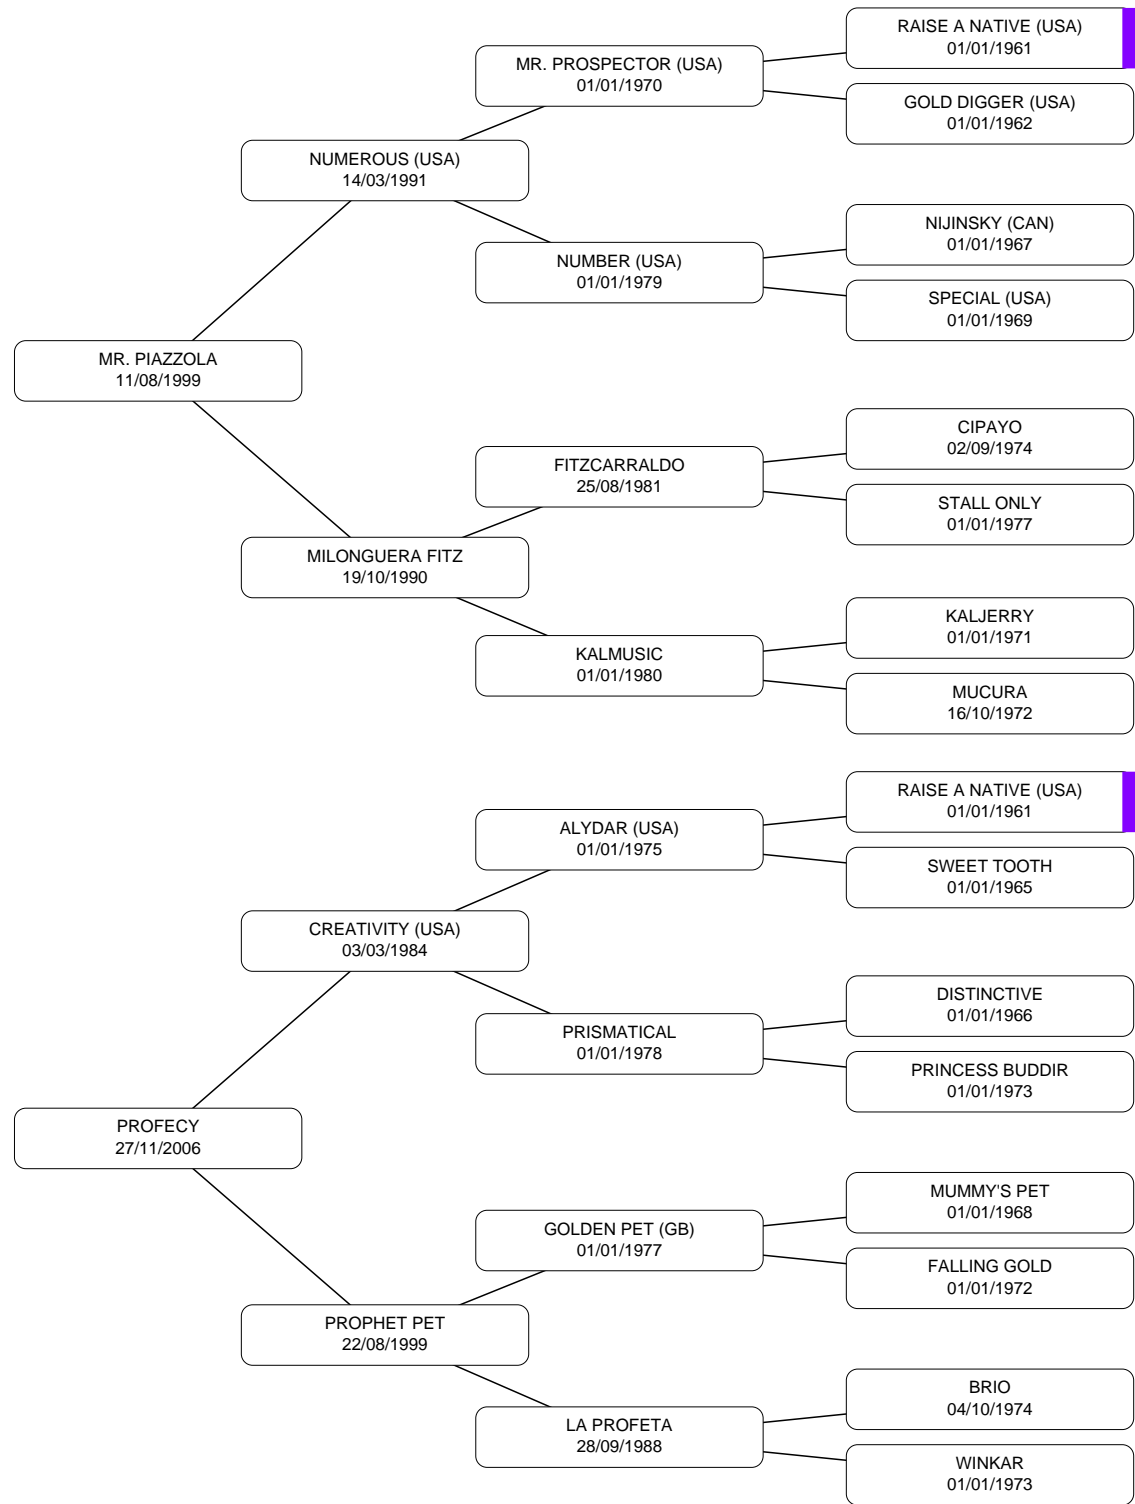 RAISE A NATIVE (USA)
01/01/1961
MR. PROSPECTOR (USA)
01/01/1970
GOLD DIGGER (USA)
01/01/1962
NUMEROUS (USA)
14/03/1991
NIJINSKY (CAN)
01/01/1967
NUMBER (USA)
01/01/1979
SPECIAL (USA)
01/01/1969
MR. PIAZZOLA
11/08/1999
CIPAYO
02/09/1974
FITZCARRALDO
25/08/1981
STALL ONLY
01/01/1977
MILONGUERA FITZ
19/10/1990
KALJERRY
01/01/1971
KALMUSIC
01/01/1980
MUCURA
16/10/1972
RAISE A NATIVE (USA)
01/01/1961
ALYDAR (USA)
01/01/1975
SWEET TOOTH
01/01/1965
CREATIVITY (USA)
03/03/1984
DISTINCTIVE
01/01/1966
PRISMATICAL
01/01/1978
PRINCESS BUDDIR
01/01/1973
PROFECY
27/11/2006
MUMMY'S PET
01/01/1968
GOLDEN PET (GB)
01/01/1977
FALLING GOLD
01/01/1972
PROPHET PET
22/08/1999
BRIO
04/10/1974
LA PROFETA
28/09/1988
WINKAR
01/01/1973